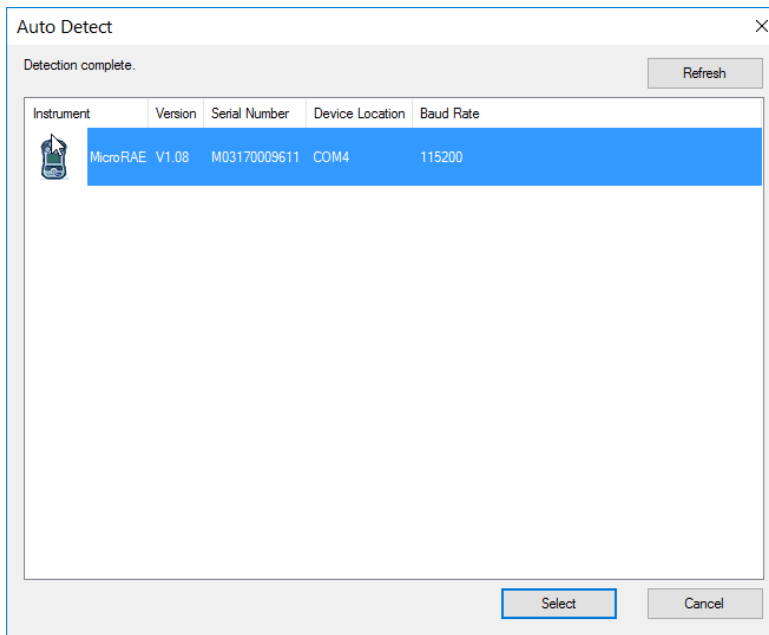 Auto Detect
Detection complete.
Refresh
Instrument Version Serial Number Device Location Baud Rate
MicroRAE V1.08 M03170009611 COM4 115200
Select Cancel